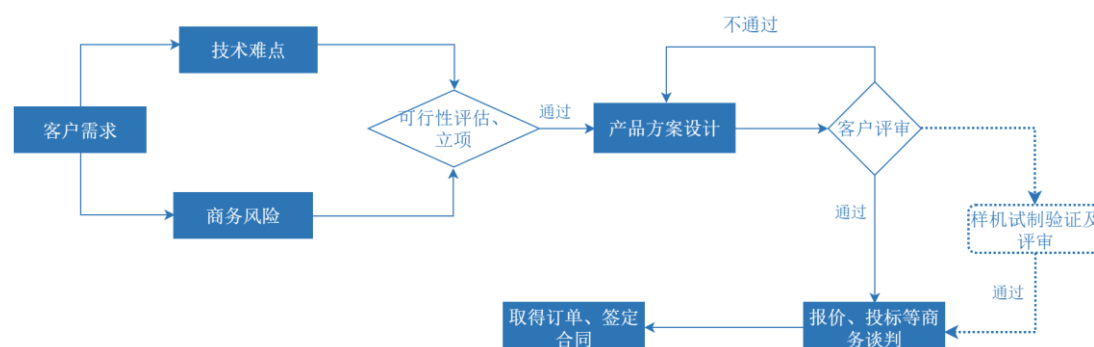 不通过
技术难点
客户需求
可行性评估、
立项
通过
产品方案设计
客户评审
商务风险
通过
样机试制验证及
评审
通过
取得订单、签定
合同
报价、投标等商
务谈判